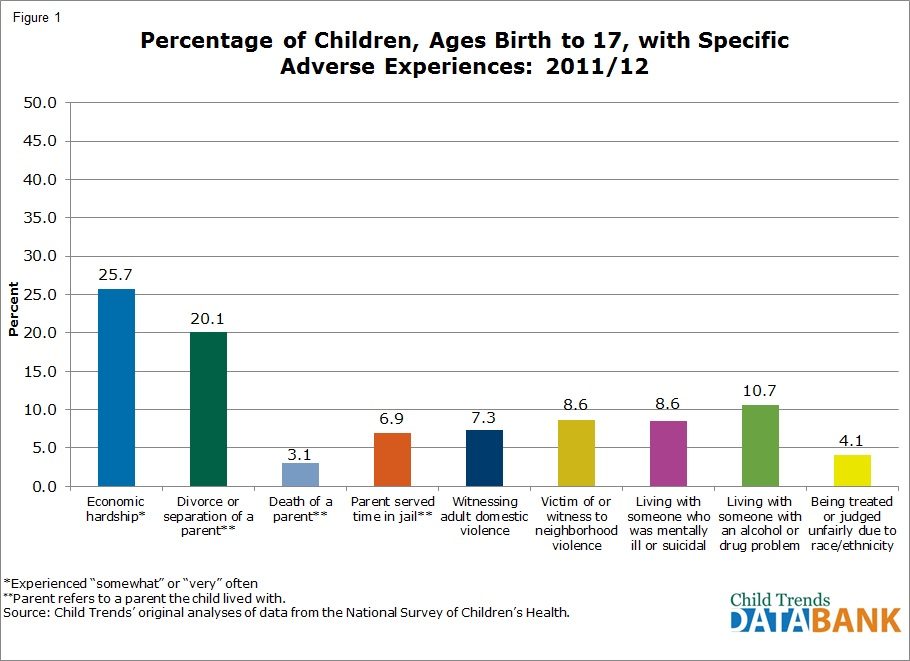 Figure 1
Percentage of Children, Ages Birth to 17, with Specific
Adverse Experiences: 2011/12
50.0
45.0
40.0
35.0
30.0
25.0
20.0
15.0
10.0
5.0
0.0
Percent
25.7
20.1
3.1
6.9
7.3
8.6
8.6
10.7
4.1
Economic
hardship*
Divorce or
separation of a
parent**
Death of a
parent**
Parent served
time in jail**
Witnessing
adult domestic
violence
Victim of or
witness to
neighborhood
violence
Living with
someone who
was mentally
ill or suicidal
Living with
someone with
an alcohol or
drug problem
Being treated
or judged
unfairly due to
race/ethnicity
*Experienced “somewhat” or “very” often
**Parent refers to a parent the child lived with.
Source: Child Trends’ original analyses of data from the National Survey of Children’s Health.
Child Trends
DATABANK